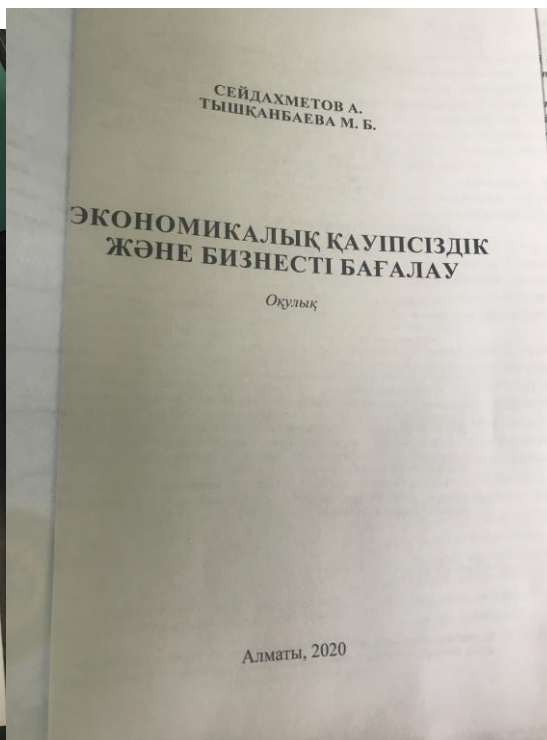 СЕЙДАХМЕТОВ А.
ТЫШҚАНБАЕВА М. Б.
ЭКОНОМИКАЛЫҚ ҚАУІПСІЗДІК
ЖӘНЕ БИЗНЕСТІ БАҒАЛАУ
Оқулық
Алматы, 2020